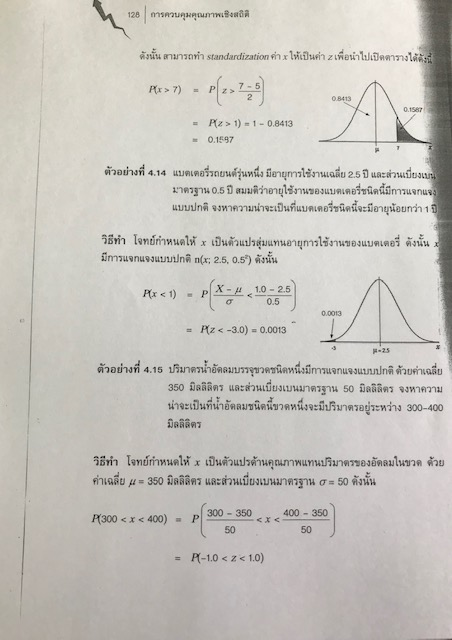 128 | การควบคุมคุณภาพเชิงสถิติ
ดังนั้น สามารถทำ standardization ค่า x ให้เป็นค่า z เพื่อนำไปเปิดตารางได้ดังนี้
P(x > 7) = P(z > (7 – 5)/2)
= P(z > 1) = 1 – 0.8413
= 0.1587
0.8413
0.1587
μ 7 x
ตัวอย่างที่ 4.14 แบตเตอรี่รถยนต์รุ่นหนึ่ง มีอายุการใช้งานเฉลี่ย 2.5 ปี และส่วนเบี่ยงเบน
มาตรฐาน 0.5 ปี สมมติว่าอายุใช้งานของแบตเตอรี่ชนิดนี้มีการแจกแจง
แบบปกติ จงหาความน่าจะเป็นที่แบตเตอรี่ชนิดนี้จะมีอายุน้อยกว่า 1 ปี
วิธีทำ โจทย์กำหนดให้ x เป็นตัวแปรสุ่มแทนอายุการใช้งานของแบตเตอรี่ ดังนั้น x
มีการแจกแจงแบบปกติ n(x; 2.5, 0.5²) ดังนั้น
P(x < 1) = P((X – μ)/σ < (1.0 – 2.5)/0.5)
= P(z < –3.0) = 0.0013
0.0013
-3 μ=2.5 x
ตัวอย่างที่ 4.15 ปริมาตรน้ำอัดลมบรรจุขวดชนิดหนึ่งมีการแจกแจงแบบปกติ ด้วยค่าเฉลี่ย
350 มิลลิลิตร และส่วนเบี่ยงเบนมาตรฐาน 50 มิลลิลิตร จงหาความ
น่าจะเป็นที่น้ำอัดลมชนิดนี้ขวดหนึ่งจะมีปริมาตรอยู่ระหว่าง 300–400
มิลลิลิตร
วิธีทำ โจทย์กำหนดให้ x เป็นตัวแปรด้านคุณภาพแทนปริมาตรของอัดลมในขวด ด้วย
ค่าเฉลี่ย μ = 350 มิลลิลิตร และส่วนเบี่ยงเบนมาตรฐาน σ = 50 ดังนั้น
P(300 < x < 400) = P((300 – 350)/50 < x < (400 – 350)/50)
= P(–1.0 < z < 1.0)